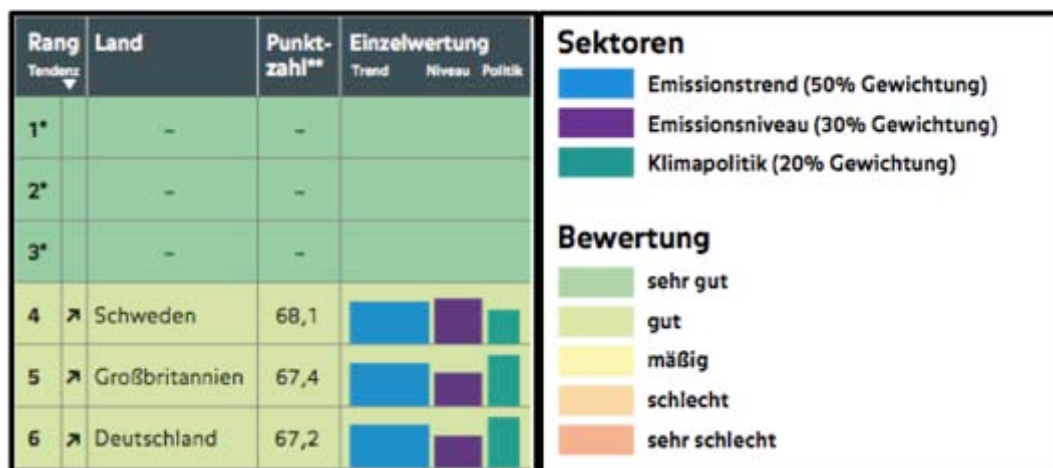 Rang Land Punkt- Einzelwertung
Tendenz zahl** Trend Niveau Politik
1* – –
2* – –
3* – –
4 ↗ Schweden 68,1
5 ↗ Großbritannien 67,4
6 ↗ Deutschland 67,2
Sektoren
Emissionstrend (50% Gewichtung)
Emissionsniveau (30% Gewichtung)
Klimapolitik (20% Gewichtung)
Bewertung
sehr gut
gut
mäßig
schlecht
sehr schlecht